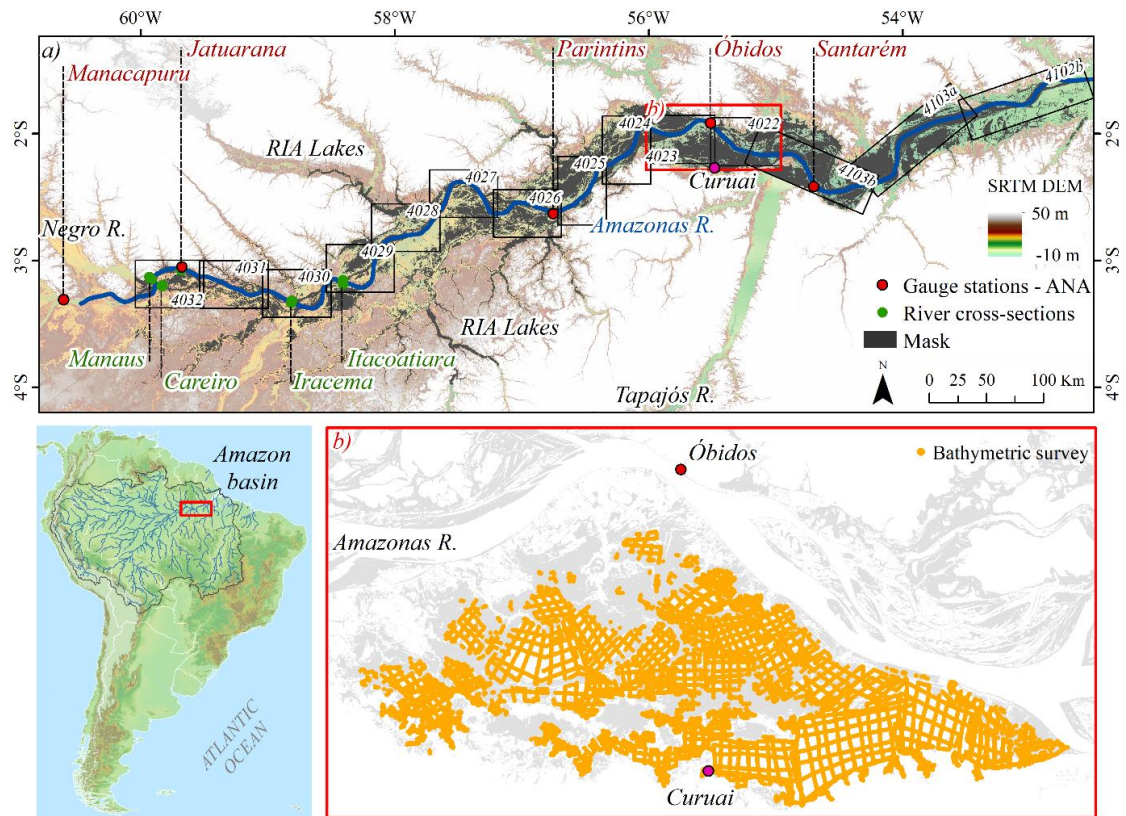 60°W
58°W
56°W
54°W
a)
Jatuarana
Parintins
Óbidos
Santarém
Manacapuru
4102b
4103a
b)
2°S
2°S
4024
4022
RIA Lakes
4023
4025
4103b
Curuai
4027
SRTM DEM
4026
50 m
4028
Amazonas R.
Negro R.
-10 m
4029
3°S
3°S
4031
4030
Gauge stations - ANA
4032
River cross-sections
RIA Lakes
Mask
Manaus
Itacoatiara
N
Careiro
Iracema
0 25 50 100 Km
4°S
4°S
Tapajós R.
Amazon
basin
ATLANTIC
OCEAN
b)
Óbidos
Bathymetric survey
Amazonas R.
Curuai